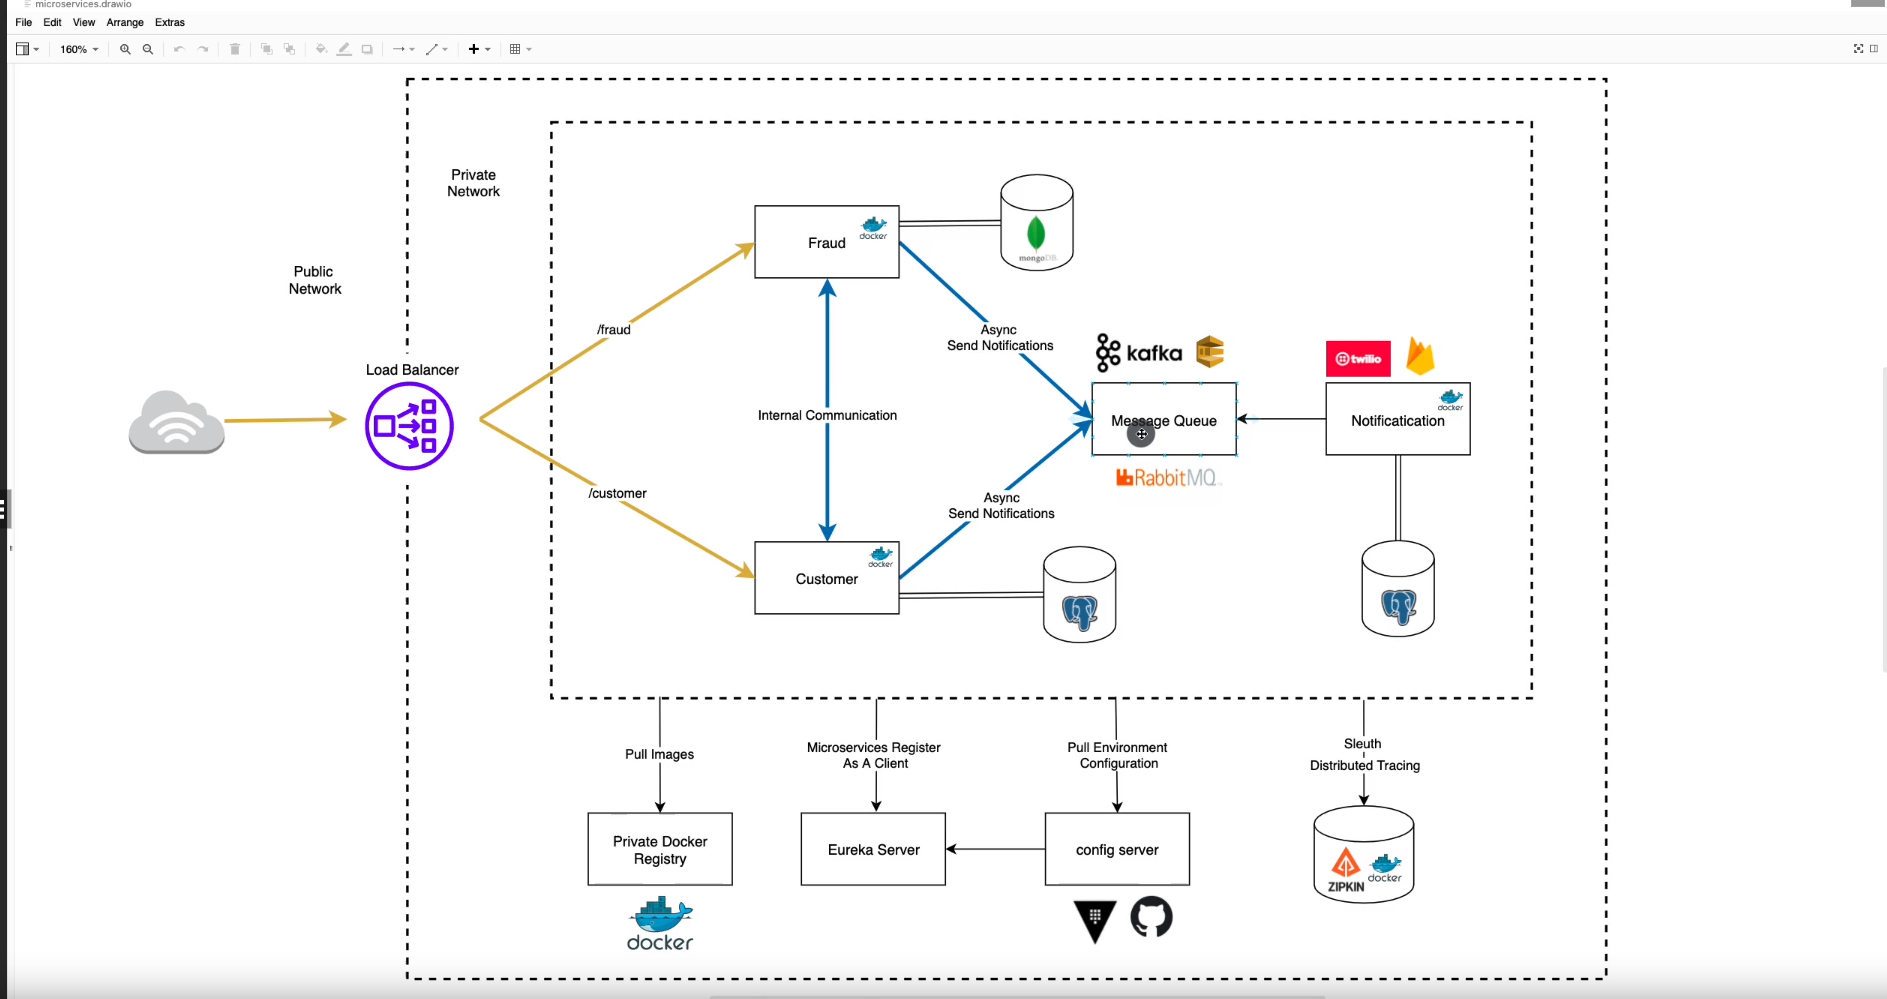 microservices.drawio
File Edit View Arrange Extras
160%
Private
Network
Public
Network
Fraud
docker
mongoDB.
/fraud
Async
Send Notifications
kafka
twilio
Load Balancer
Internal Communication
Message Queue
docker
Notificatication
RabbitMQ
/customer
Async
Send Notifications
docker
Customer
Pull Images
Microservices Register
As A Client
Pull Environment
Configuration
Sleuth
Distributed Tracing
Private Docker
Registry
Eureka Server
config server
ZIPKIN
docker
docker